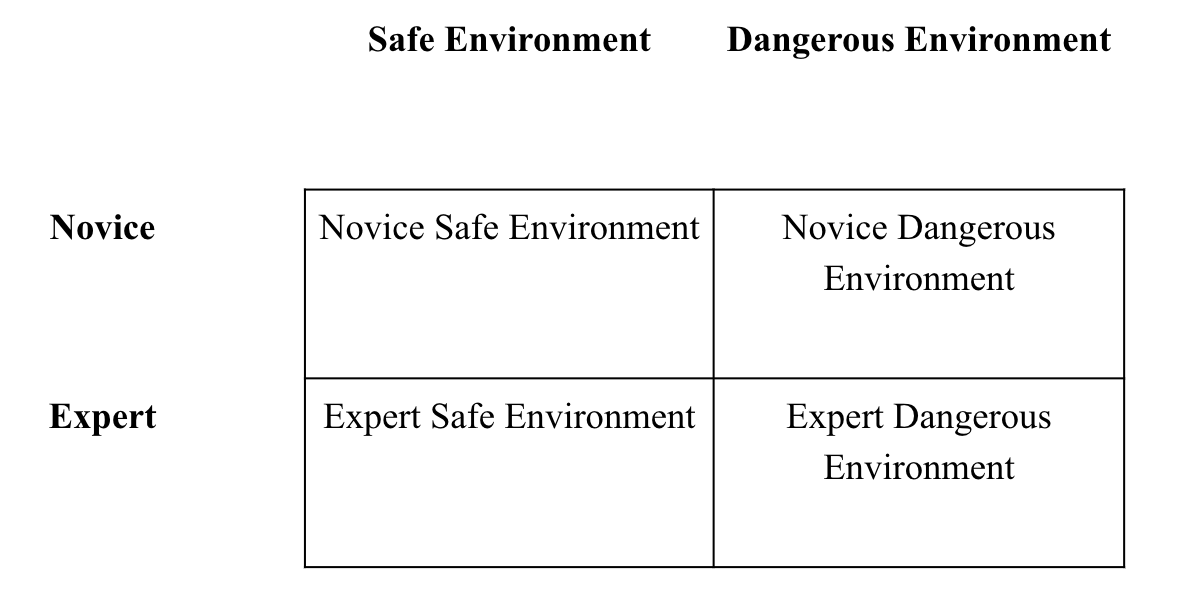 Safe Environment Dangerous Environment
Novice Novice Safe Environment Novice Dangerous
Environment
Expert Expert Safe Environment Expert Dangerous
Environment